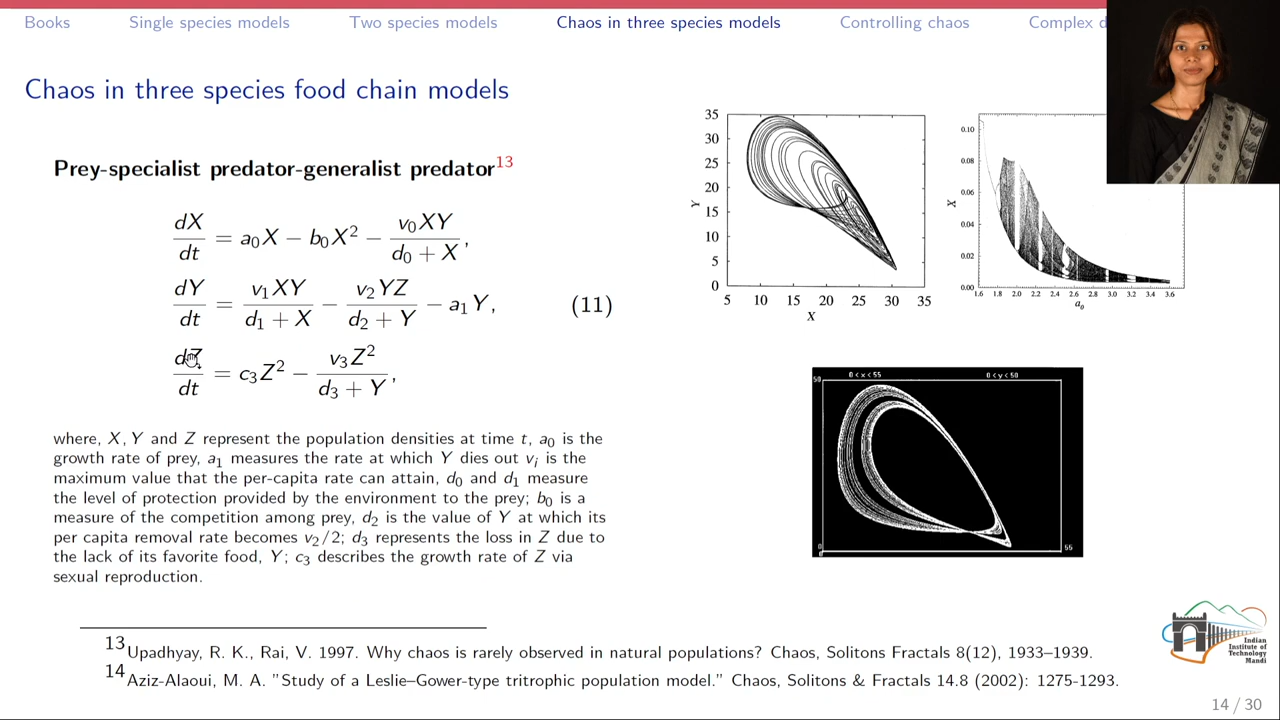 Books Single species models Two species models Chaos in three species models Controlling chaos Complex d
Chaos in three species food chain models
Prey-specialist predator-generalist predator13
dX/dt = a0X − b0X² − v0XY/(d0 + X),
dY/dt = v1XY/(d1 + X) − v2YZ/(d2 + Y) − a1Y, (11)
dZ/dt = c3Z² − v3Z²/(d3 + Y),
where, X, Y and Z represent the population densities at time t, a0 is the
growth rate of prey, a1 measures the rate at which Y dies out vi is the
maximum value that the per-capita rate can attain, d0 and d1 measure
the level of protection provided by the environment to the prey; b0 is a
measure of the competition among prey, d2 is the value of Y at which its
per capita removal rate becomes v2/2; d3 represents the loss in Z due to
the lack of its favorite food, Y; c3 describes the growth rate of Z via
sexual reproduction.
35
30
25
20
15
10
5
0
Y
5 10 15 20 25 30 35
X
0.10
0.08
0.06
0.04
0.02
0.00
X
1.6 1.8 2.0 2.2 2.4 2.6 2.8 3.0 3.2 3.4 3.6
a0
0<x<55 0<y<50
50
0
0
55
13Upadhyay, R. K., Rai, V. 1997. Why chaos is rarely observed in natural populations? Chaos, Solitons Fractals 8(12), 1933–1939.
14Aziz-Alaoui, M. A. "Study of a Leslie–Gower-type tritrophic population model." Chaos, Solitons & Fractals 14.8 (2002): 1275-1293.
Indian
Institute of
Technology
Mandi
14 / 30